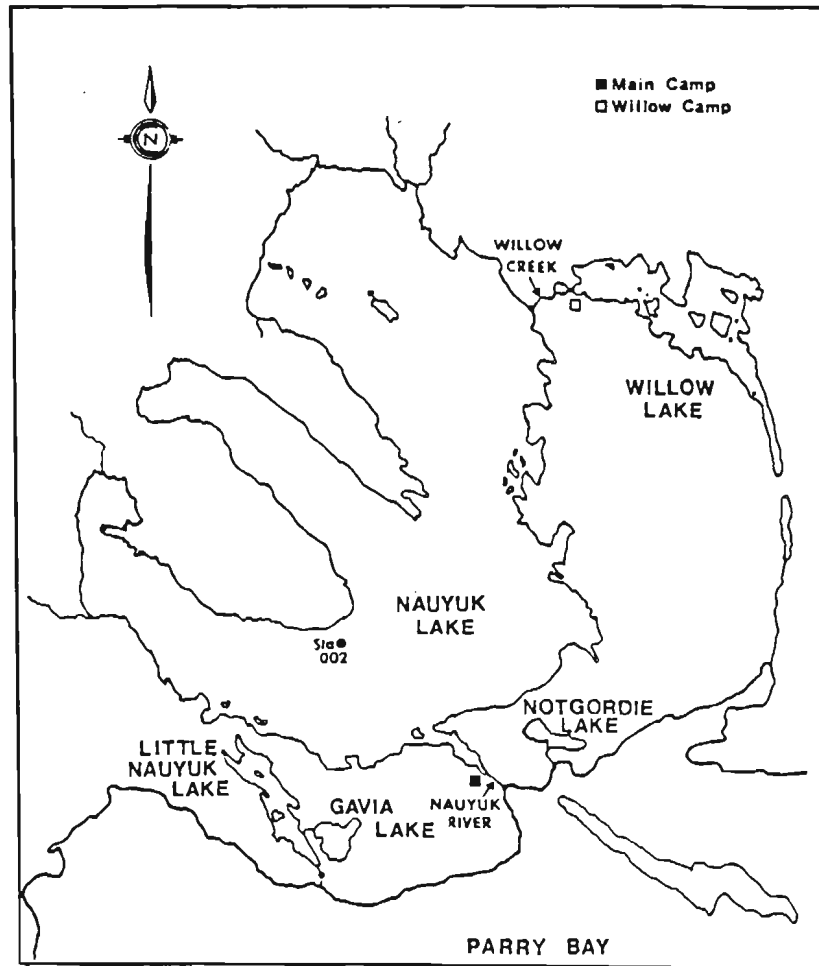 ■ Main Camp
□ Willow Camp
N
WILLOW
CREEK
WILLOW
LAKE
NAUYUK
LAKE
Sta
002
NOTGORDIE
LAKE
LITTLE
NAUYUK
LAKE
GAVIA
LAKE
NAUYUK
RIVER
PARRY BAY